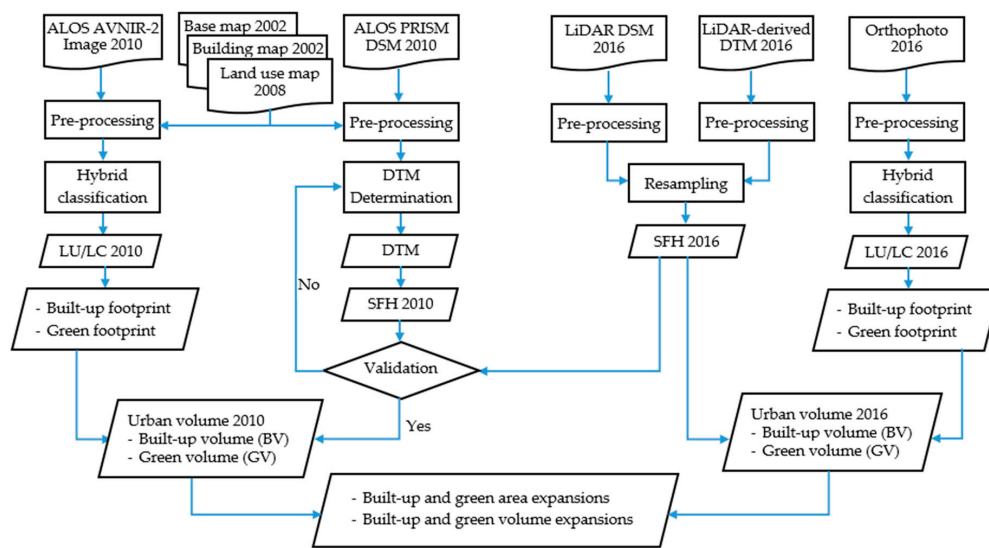 ALOS AVNIR-2
Image 2010
Base map 2002
Building map 2002
Land use map
2008
ALOS PRISM
DSM 2010
LiDAR DSM
2016
LiDAR-derived
DTM 2016
Orthophoto
2016
Pre-processing
Pre-processing
Pre-processing
Pre-processing
Pre-processing
Hybrid
classification
DTM
Determination
Resampling
Hybrid
classification
LU/LC 2010
DTM
SFH 2016
LU/LC 2016
No
- Built-up footprint
- Green footprint
SFH 2010
- Built-up footprint
- Green footprint
Validation
Yes
Urban volume 2010
- Built-up volume (BV)
- Green volume (GV)
Urban volume 2016
- Built-up volume (BV)
- Green volume (GV)
- Built-up and green area expansions
- Built-up and green volume expansions